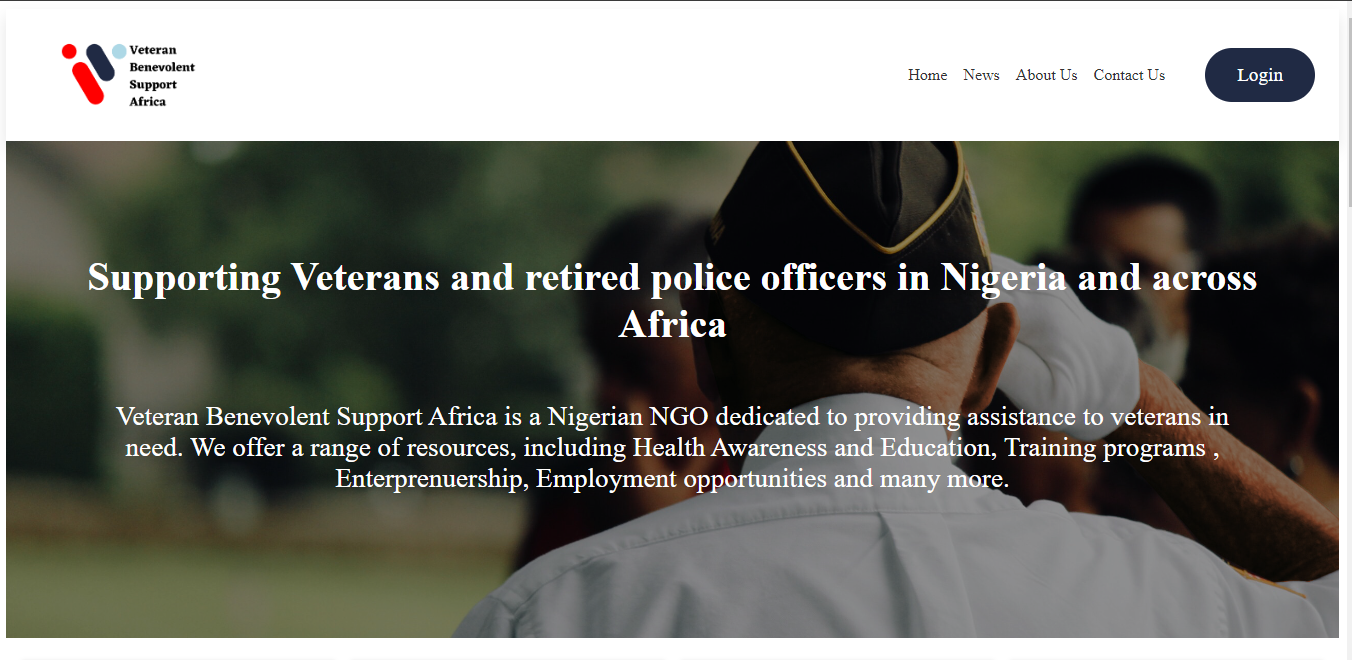 Veteran
Benevolent
Support
Africa
Home News About Us Contact Us Login
Supporting Veterans and retired police officers in Nigeria and across
Africa
Veteran Benevolent Support Africa is a Nigerian NGO dedicated to providing assistance to veterans in
need. We offer a range of resources, including Health Awareness and Education, Training programs ,
Enterprenuership, Employment opportunities and many more.